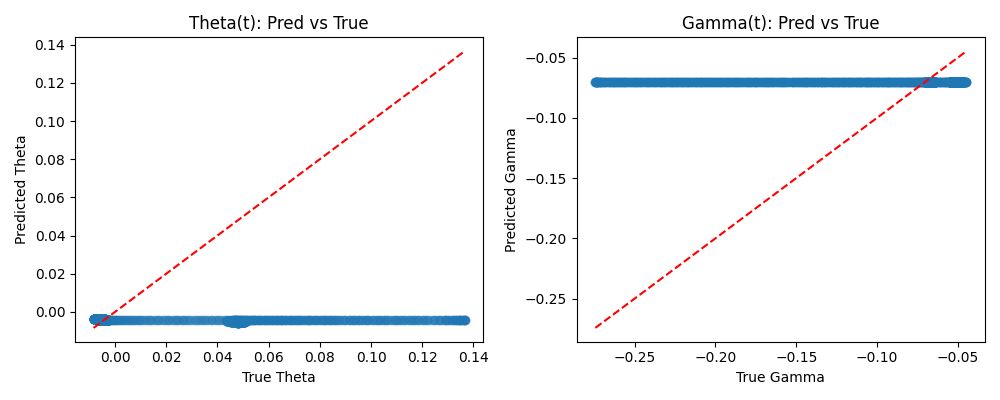 Theta(t): Pred vs True
0.14
0.12
0.10
0.08
0.06
0.04
0.02
0.00
Predicted Theta
0.00 0.02 0.04 0.06 0.08 0.10 0.12 0.14
True Theta
Gamma(t): Pred vs True
−0.05
−0.10
−0.15
−0.20
−0.25
Predicted Gamma
−0.25 −0.20 −0.15 −0.10 −0.05
True Gamma